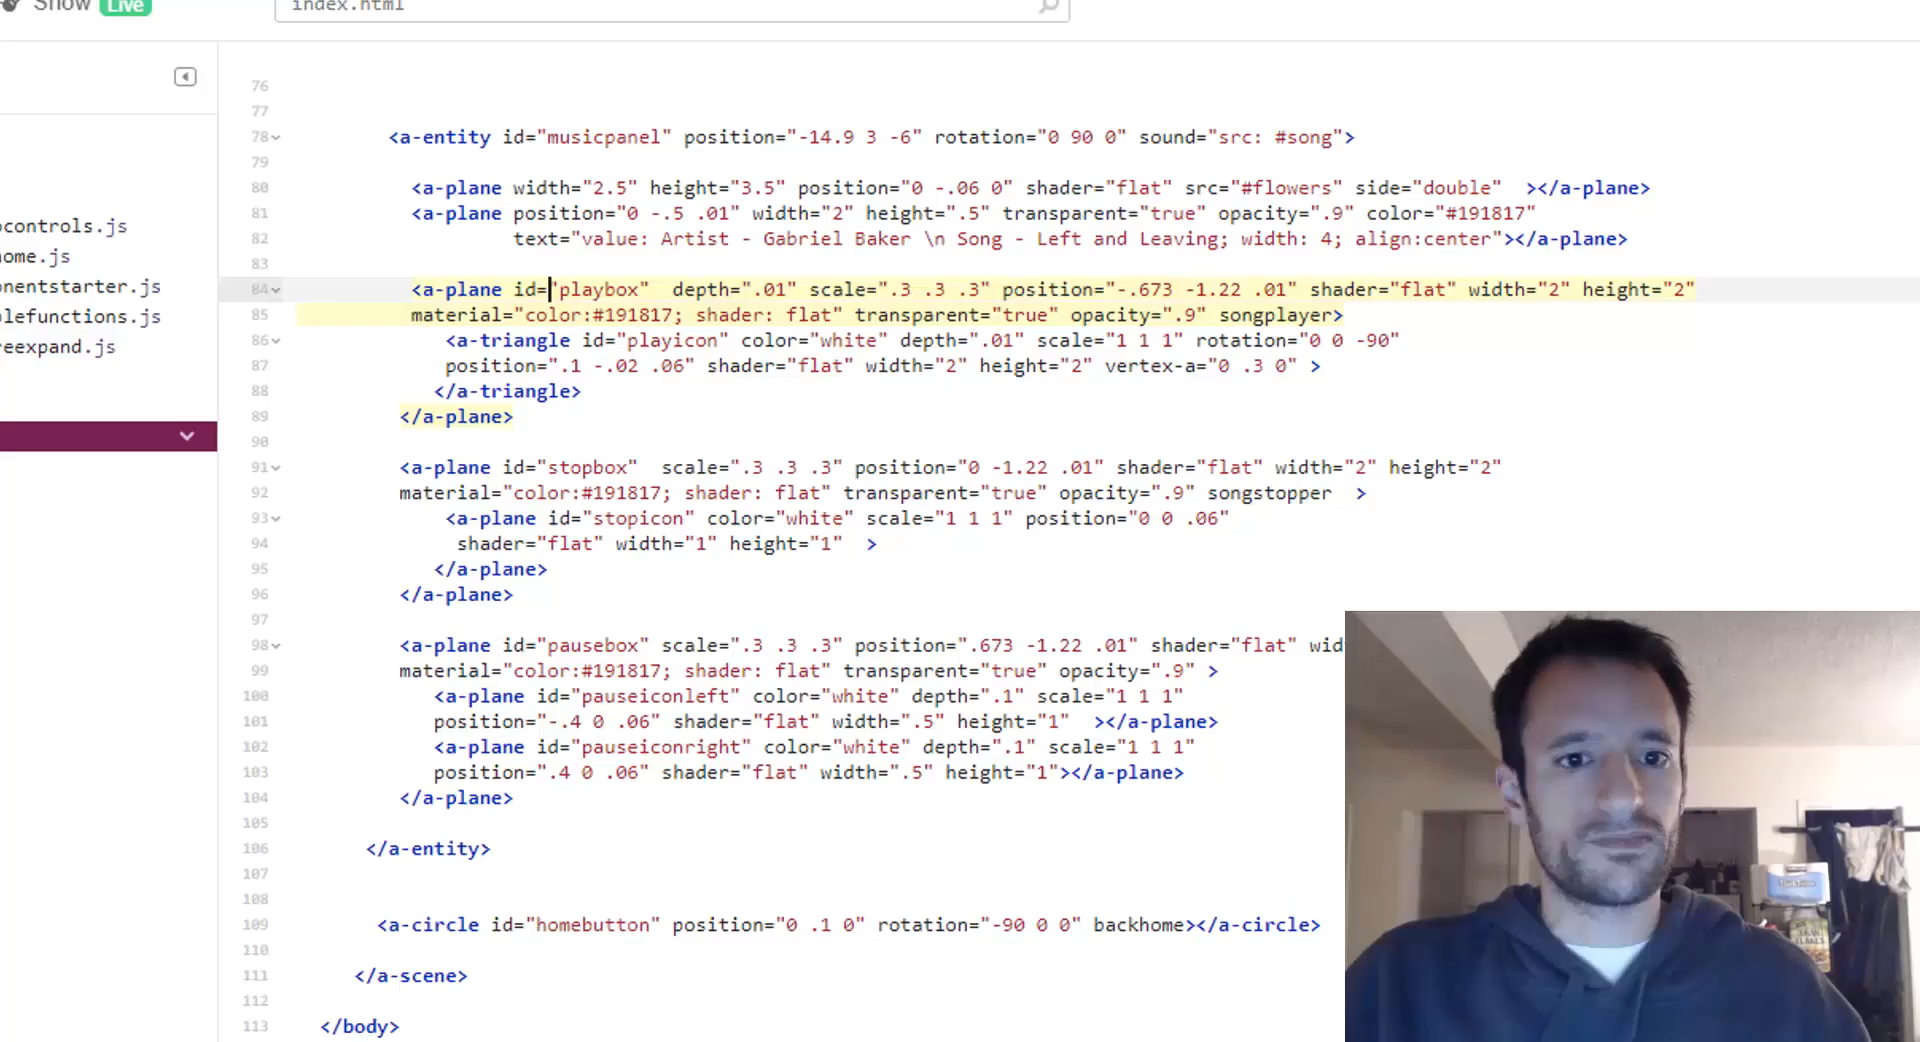 Show Live
index.html
76
77
78 <a-entity id="musicpanel" position="-14.9 3 -6" rotation="0 90 0" sound="src: #song">
79
80 <a-plane width="2.5" height="3.5" position="0 -.06 0" shader="flat" src="#flowers" side="double" ></a-plane>
81 <a-plane position="0 -.5 .01" width="2" height=".5" transparent="true" opacity=".9" color="#191817"
82 text="value: Artist - Gabriel Baker \n Song - Left and Leaving; width: 4; align:center"></a-plane>
83
84 <a-plane id="playbox" depth=".01" scale=".3 .3 .3" position="-.673 -1.22 .01" shader="flat" width="2" height="2"
85 material="color:#191817; shader: flat" transparent="true" opacity=".9" songplayer>
86 <a-triangle id="playicon" color="white" depth=".01" scale="1 1 1" rotation="0 0 -90"
87 position=".1 -.02 .06" shader="flat" width="2" height="2" vertex-a="0 .3 0" >
88 </a-triangle>
89 </a-plane>
90
91 <a-plane id="stopbox" scale=".3 .3 .3" position="0 -1.22 .01" shader="flat" width="2" height="2"
92 material="color:#191817; shader: flat" transparent="true" opacity=".9" songstopper >
93 <a-plane id="stopicon" color="white" scale="1 1 1" position="0 0 .06"
94 shader="flat" width="1" height="1" >
95 </a-plane>
96 </a-plane>
97
98 <a-plane id="pausebox" scale=".3 .3 .3" position=".673 -1.22 .01" shader="flat" wid
99 material="color:#191817; shader: flat" transparent="true" opacity=".9" >
100 <a-plane id="pauseiconleft" color="white" depth=".1" scale="1 1 1"
101 position="-.4 0 .06" shader="flat" width=".5" height="1" ></a-plane>
102 <a-plane id="pauseiconright" color="white" depth=".1" scale="1 1 1"
103 position=".4 0 .06" shader="flat" width=".5" height="1"></a-plane>
104 </a-plane>
105
106 </a-entity>
107
108
109 <a-circle id="homebutton" position="0 .1 0" rotation="-90 0 0" backhome></a-circle>
110
111 </a-scene>
112
113 </body>
controls.js
ome.js
nentstarter.js
lefunctions.js
reexpand.js